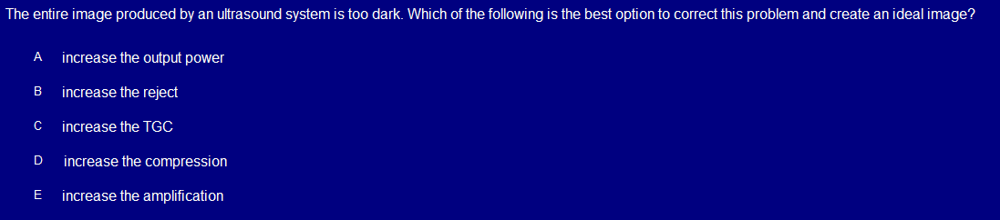 The entire image produced by an ultrasound system is too dark. Which of the following is the best option to correct this problem and create an ideal image?
A increase the output power
B increase the reject
C increase the TGC
D increase the compression
E increase the amplification